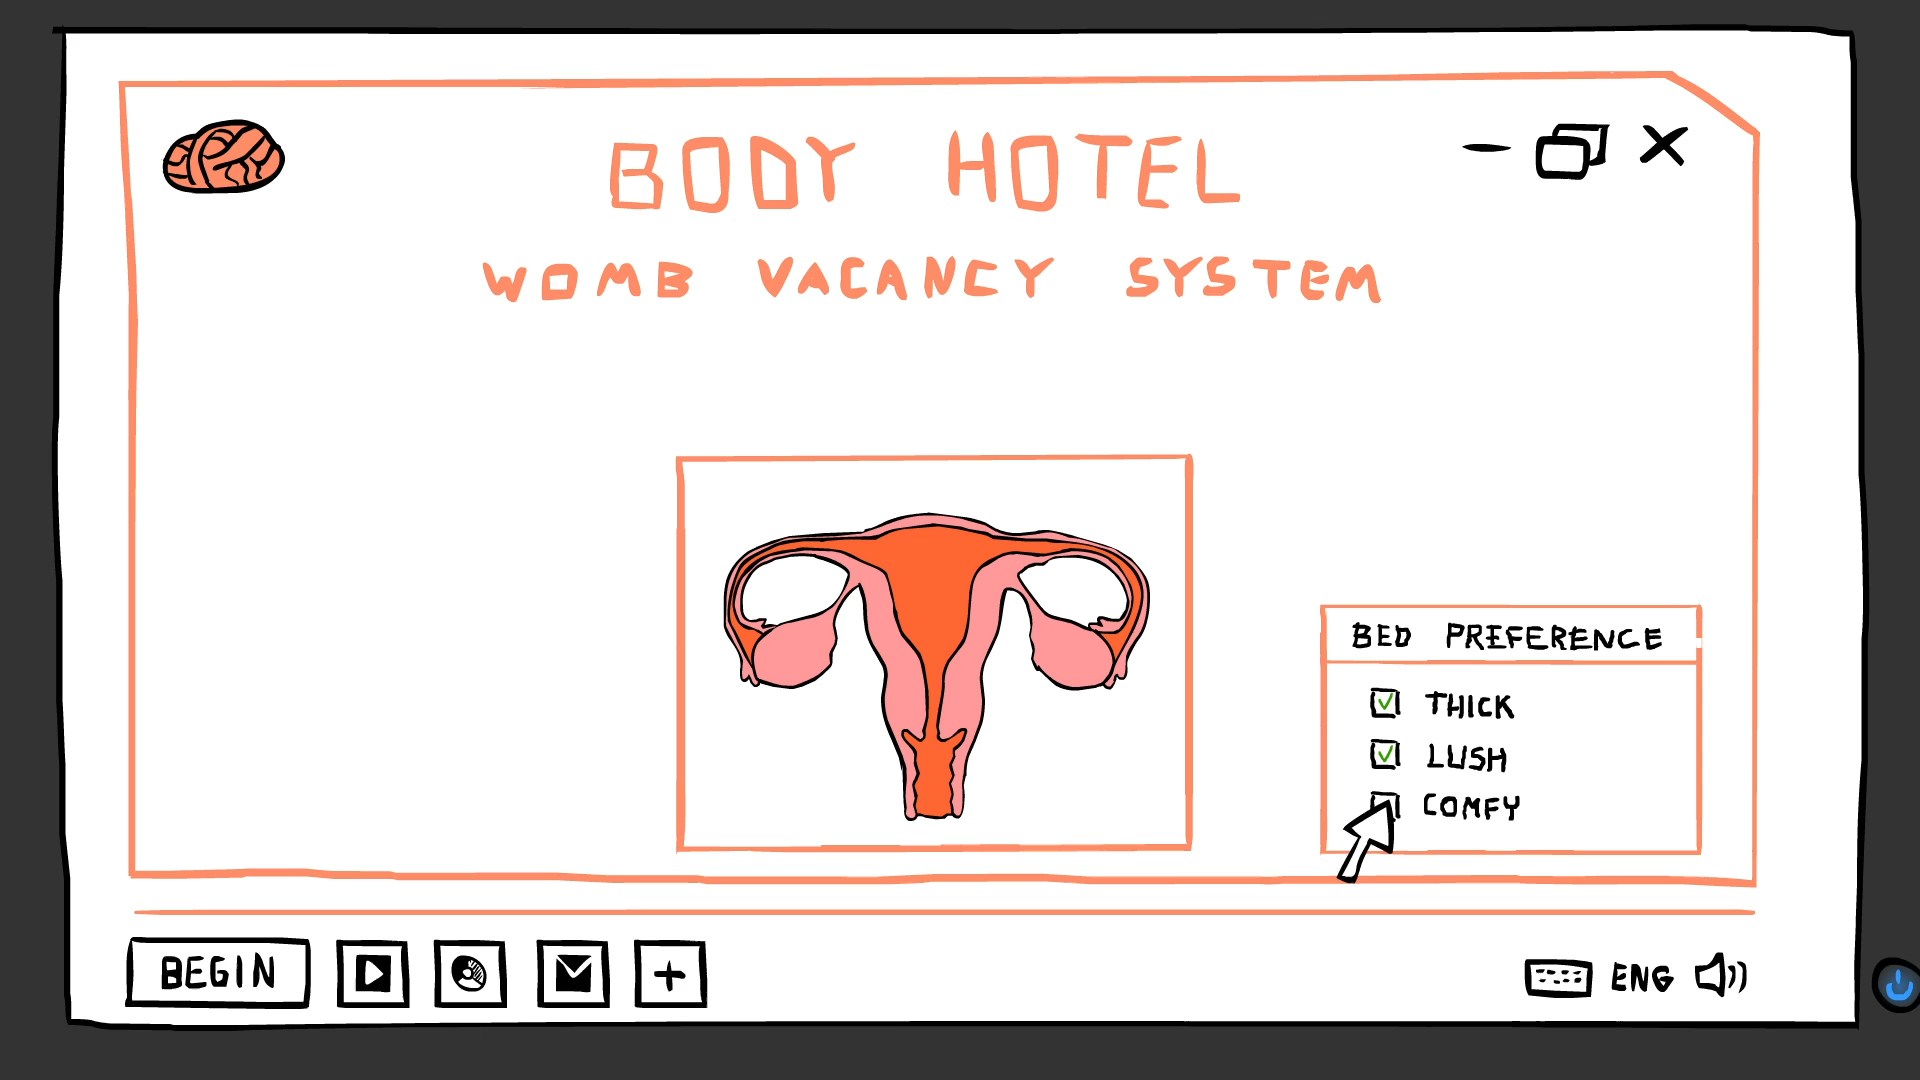 BODY HOTEL
WOMB VACANCY SYSTEM
BED PREFERENCE
THICK
LUSH
COMFY
BEGIN
ENG